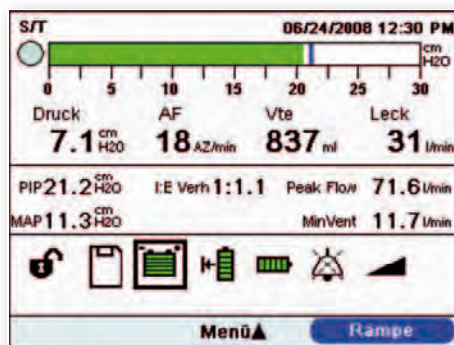 S/T 06/24/2008 12:30 PM
cm
H2O
0 5 10 15 20 25 30
Druck AF Vte Leck
7.1 cm H2O 18 AZ/min 837 ml 31 l/min
PIP 21.2 cm H2O I:E Verh 1:1.1 Peak Flow 71.6 l/min
MAP 11.3 cm H2O MinVent 11.7 l/min
Menü▲ Rampe